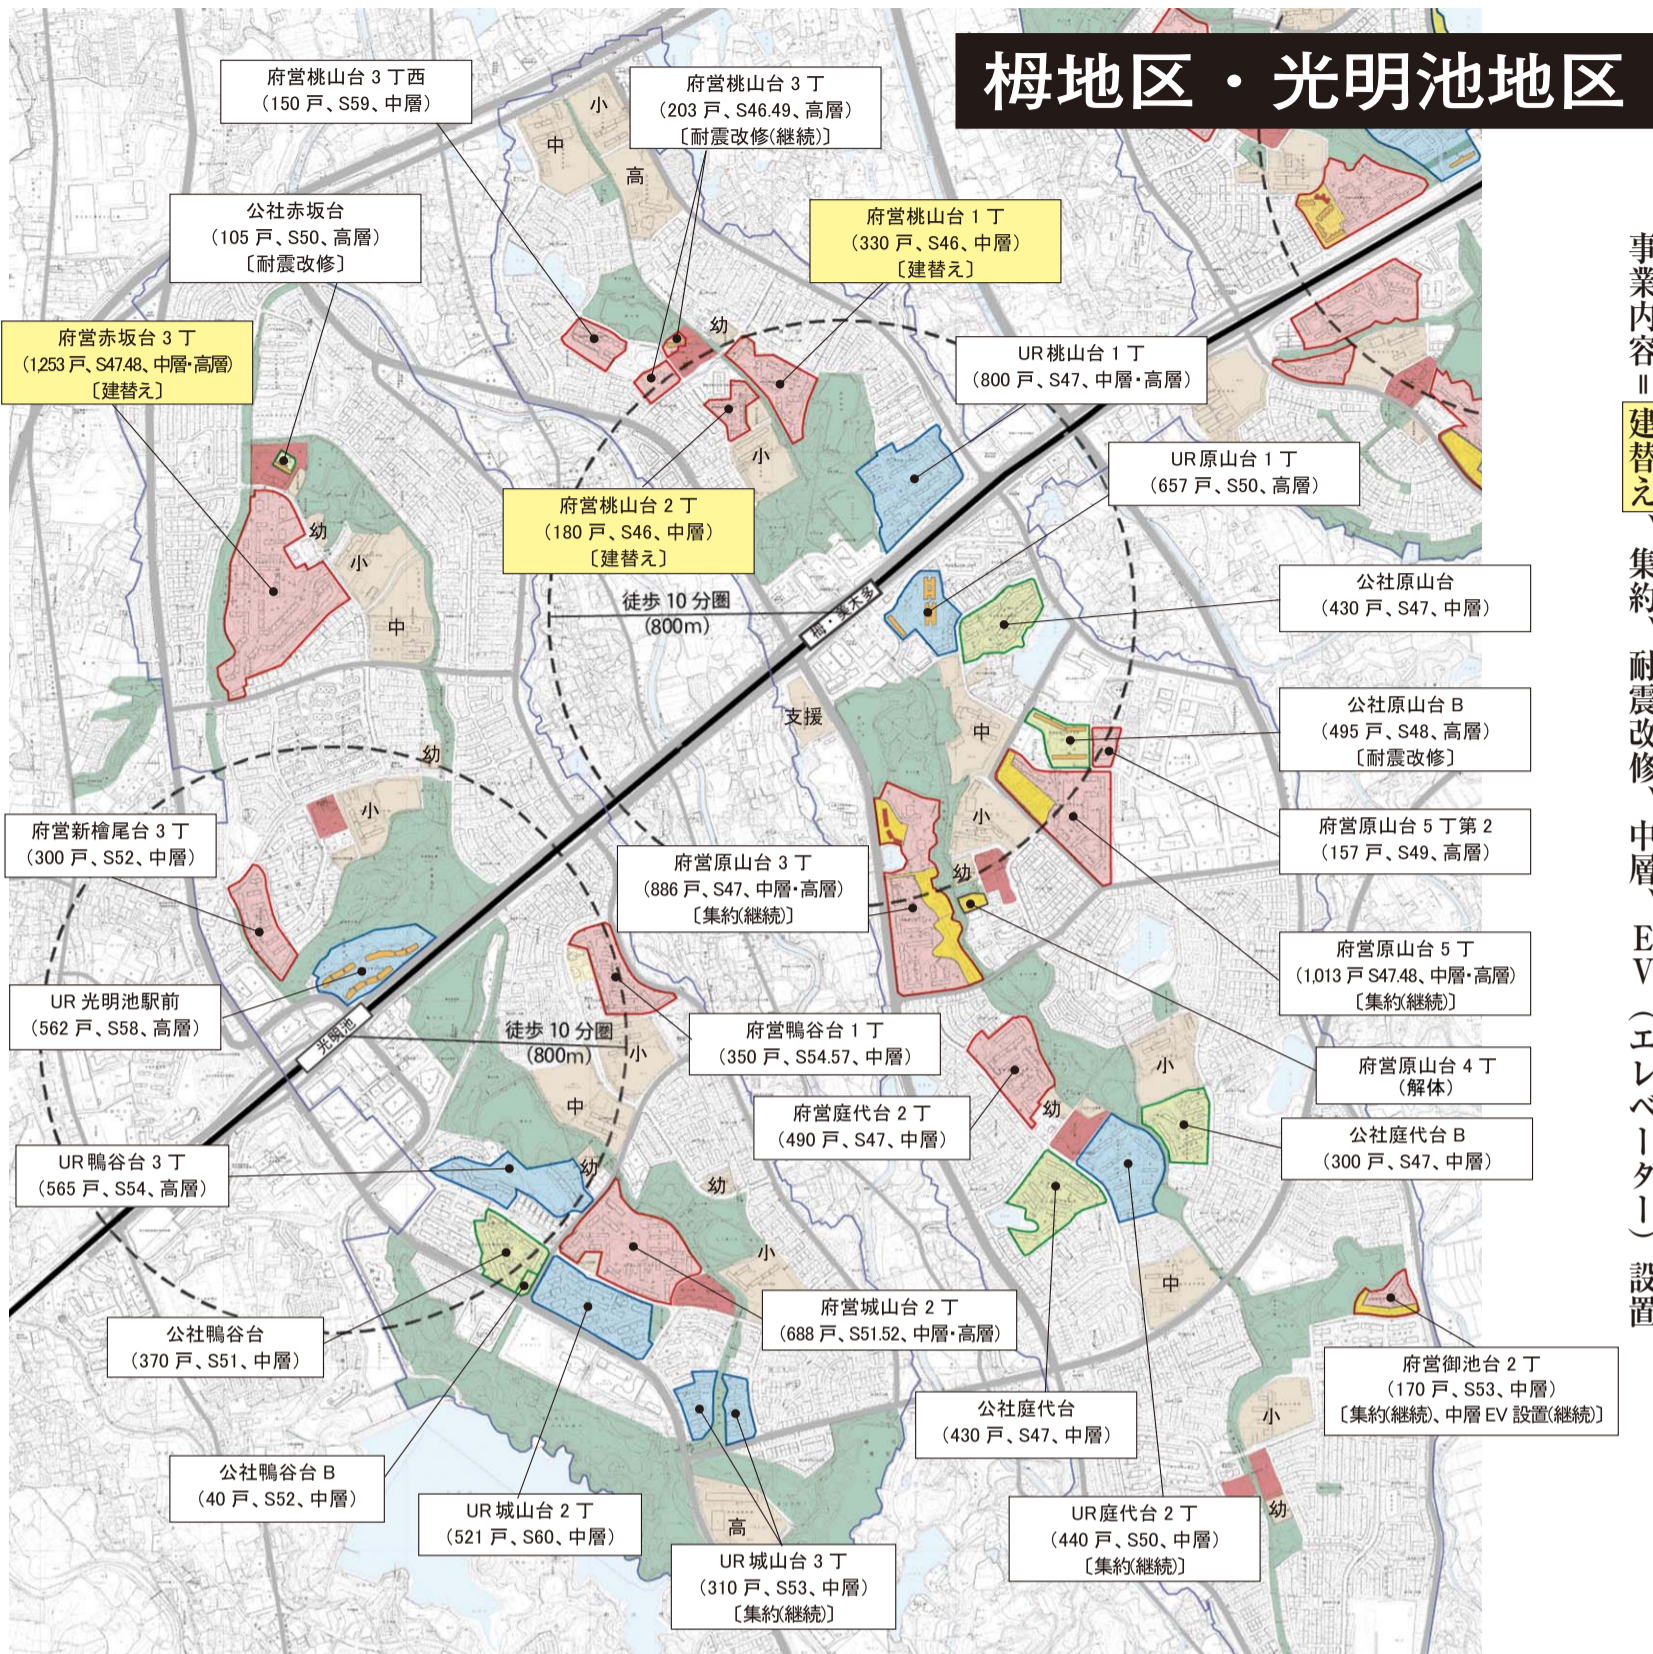 栂地区・光明池地区
府営桃山台3丁西
（150戸、S59、中層）
府営桃山台3丁
（203戸、S46.49、高層）
〔耐震改修(継続)〕
公社赤坂台
（105戸、S50、高層）
〔耐震改修〕
府営桃山台1丁
（330戸、S46、中層）
〔建替え〕
府営赤坂台3丁
（1,253戸、S47.48、中層・高層）
〔建替え〕
UR桃山台1丁
（800戸、S47、中層・高層）
UR原山台1丁
（657戸、S50、高層）
府営桃山台2丁
（180戸、S46、中層）
〔建替え〕
公社原山台
（430戸、S47、中層）
公社原山台B
（495戸、S48、高層）
〔耐震改修〕
府営原山台5丁第2
（157戸、S49、高層）
府営新檜尾台3丁
（300戸、S52、中層）
府営原山台3丁
（886戸、S47、中層・高層）
〔集約(継続)〕
府営原山台5丁
（1,013戸 S47.48、中層・高層）
〔集約(継続)〕
UR光明池駅前
（562戸、S58、高層）
府営鴨谷台1丁
（350戸、S54.57、中層）
府営原山台4丁
（解体）
府営庭代台2丁
（490戸、S47、中層）
公社庭代台B
（300戸、S47、中層）
UR鴨谷台3丁
（565戸、S54、高層）
公社鴨谷台
（370戸、S51、中層）
府営城山台2丁
（688戸、S51.52、中層・高層）
府営御池台2丁
（170戸、S53、中層）
〔集約(継続)、中層EV設置(継続)〕
公社庭代台
（430戸、S47、中層）
公社鴨谷台B
（40戸、S52、中層）
UR城山台2丁
（521戸、S60、中層）
UR城山台3丁
（310戸、S53、中層）
〔集約(継続)〕
UR庭代台2丁
（440戸、S50、中層）
〔集約(継続)〕
徒歩10分圏
（800m）
栂・美木多
徒歩10分圏
（800m）
光明池
小
中
高
幼
小
幼
小
中
支援
中
小
幼
幼
小
小
中
幼
幼
小
高
小
幼
中
小
幼
事業内容＝建替え、集約、耐震改修、中層、EV（エレベーター）設置